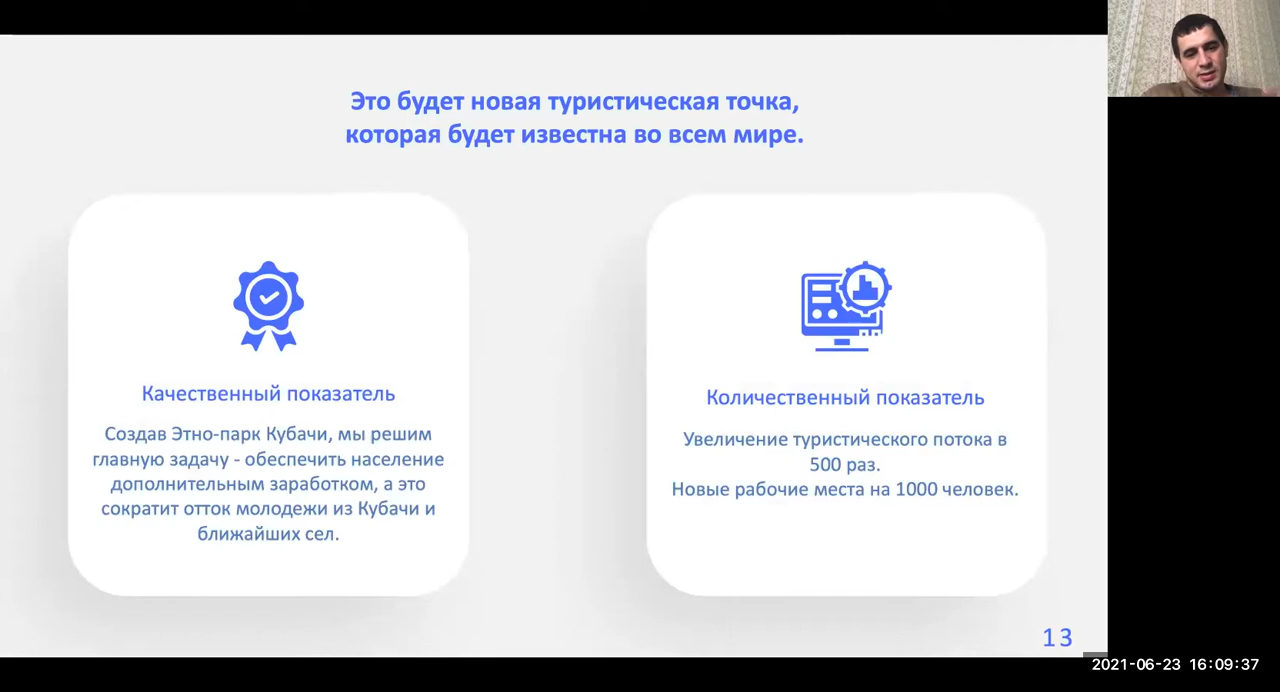 Это будет новая туристическая точка,
которая будет известна во всем мире.
Качественный показатель
Создав Этно-парк Кубачи, мы решим
главную задачу - обеспечить население
дополнительным заработком, а это
сократит отток молодежи из Кубачи и
ближайших сел.
Количественный показатель
Увеличение туристического потока в
500 раз.
Новые рабочие места на 1000 человек.
13
2021-06-23 16:09:37